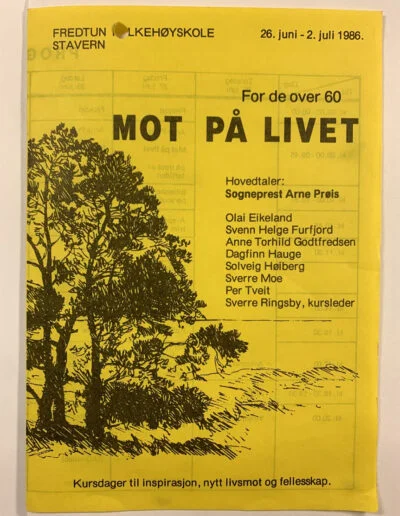 FREDTUN LKEHØYSKOLE
STAVERN
26. juni - 2. juli 1986.
For de over 60
MOT PÅ LIVET
Hovedtaler:
Sogneprest Arne Prøis
Olai Eikeland
Svenn Helge Furfjord
Anne Torhild Godtfredsen
Dagfinn Hauge
Solveig Høiberg
Sverre Moe
Per Tveit
Sverre Ringsby, kursleder
Kursdager til inspirasjon, nytt livsmot og fellesskap.